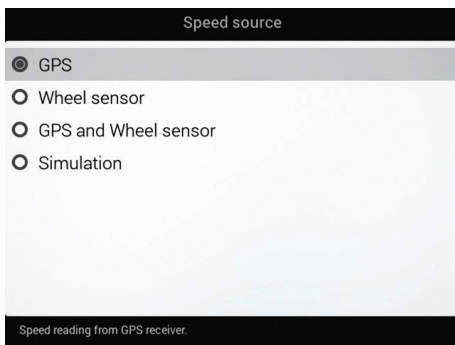 Speed source
GPS
Wheel sensor
GPS and Wheel sensor
Simulation
Speed reading from GPS receiver.